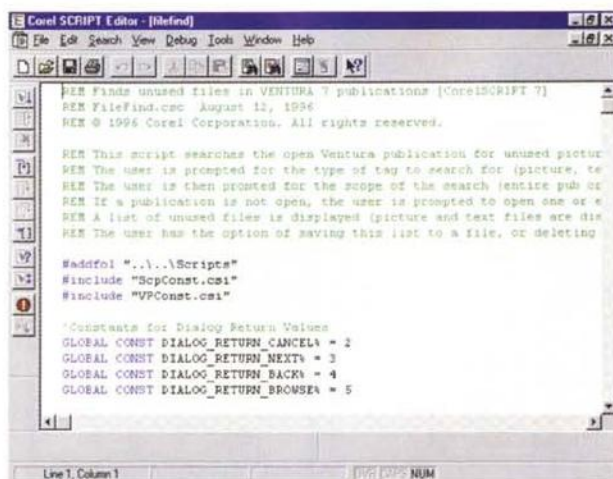 Corel SCRIPT Editor - [filefind]
File Edit Search View Debug Tools Window Help
REM Finds unused files in VENTURA 7 publications [CorelSCRIPT 7]
REM FileFind.csc August 12, 1996
REM © 1996 Corel Corporation. All rights reserved.
REM This script searches the open Ventura publication for unused pictur
REM The user is prompted for the type of tag to search for (picture, te
REM The user is then promted for the scope of the search (entire pub or
REM If a publication is not open, the user is prompted to open one or e
REM A list of unused files is displayed (picture and text files are dis
REM The user has the option of saving this list to a file, or deleting
#addfol "..\..\Scripts"
#include "ScpConst.csi"
#include "VPConst.csi"
'Constants for Dialog Return Values
GLOBAL CONST DIALOG_RETURN_CANCEL% = 2
GLOBAL CONST DIALOG_RETURN_NEXT% = 3
GLOBAL CONST DIALOG_RETURN_BACK% = 4
GLOBAL CONST DIALOG_RETURN_BROWSE% = 5
Line 1, Column 1 OVR CAPS NUM